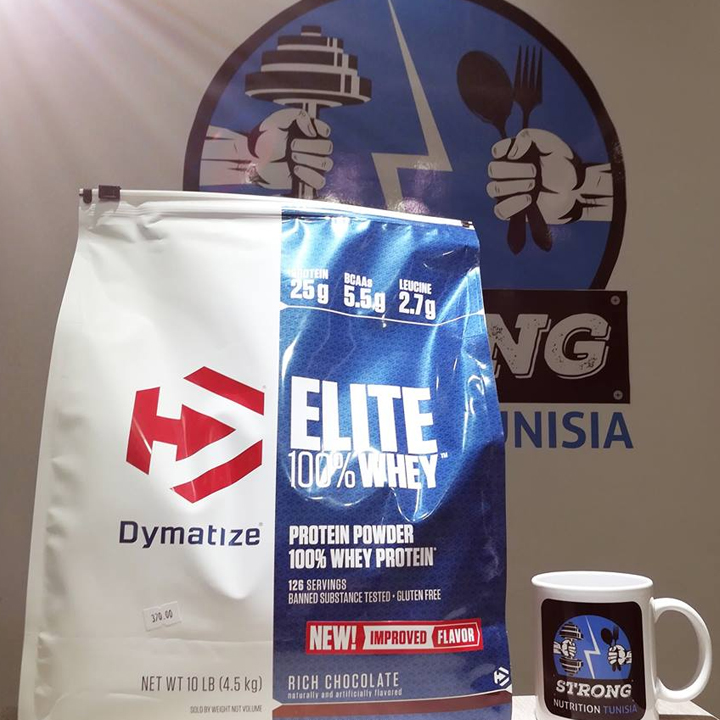 PROTEIN BCAAs LEUCINE
25g 5.5g 2.7g
ELITE
100% WHEY™
Dymatize®
PROTEIN POWDER
100% WHEY PROTEIN*
126 SERVINGS
BANNED SUBSTANCE TESTED • GLUTEN FREE
370.00
NEW! IMPROVED FLAVOR
NET WT 10 LB (4.5 kg)
RICH CHOCOLATE
naturally and artificially flavored
SOLD BY WEIGHT NOT VOLUME
NG
UNISIA
STRONG
NUTRITION TUNISIA